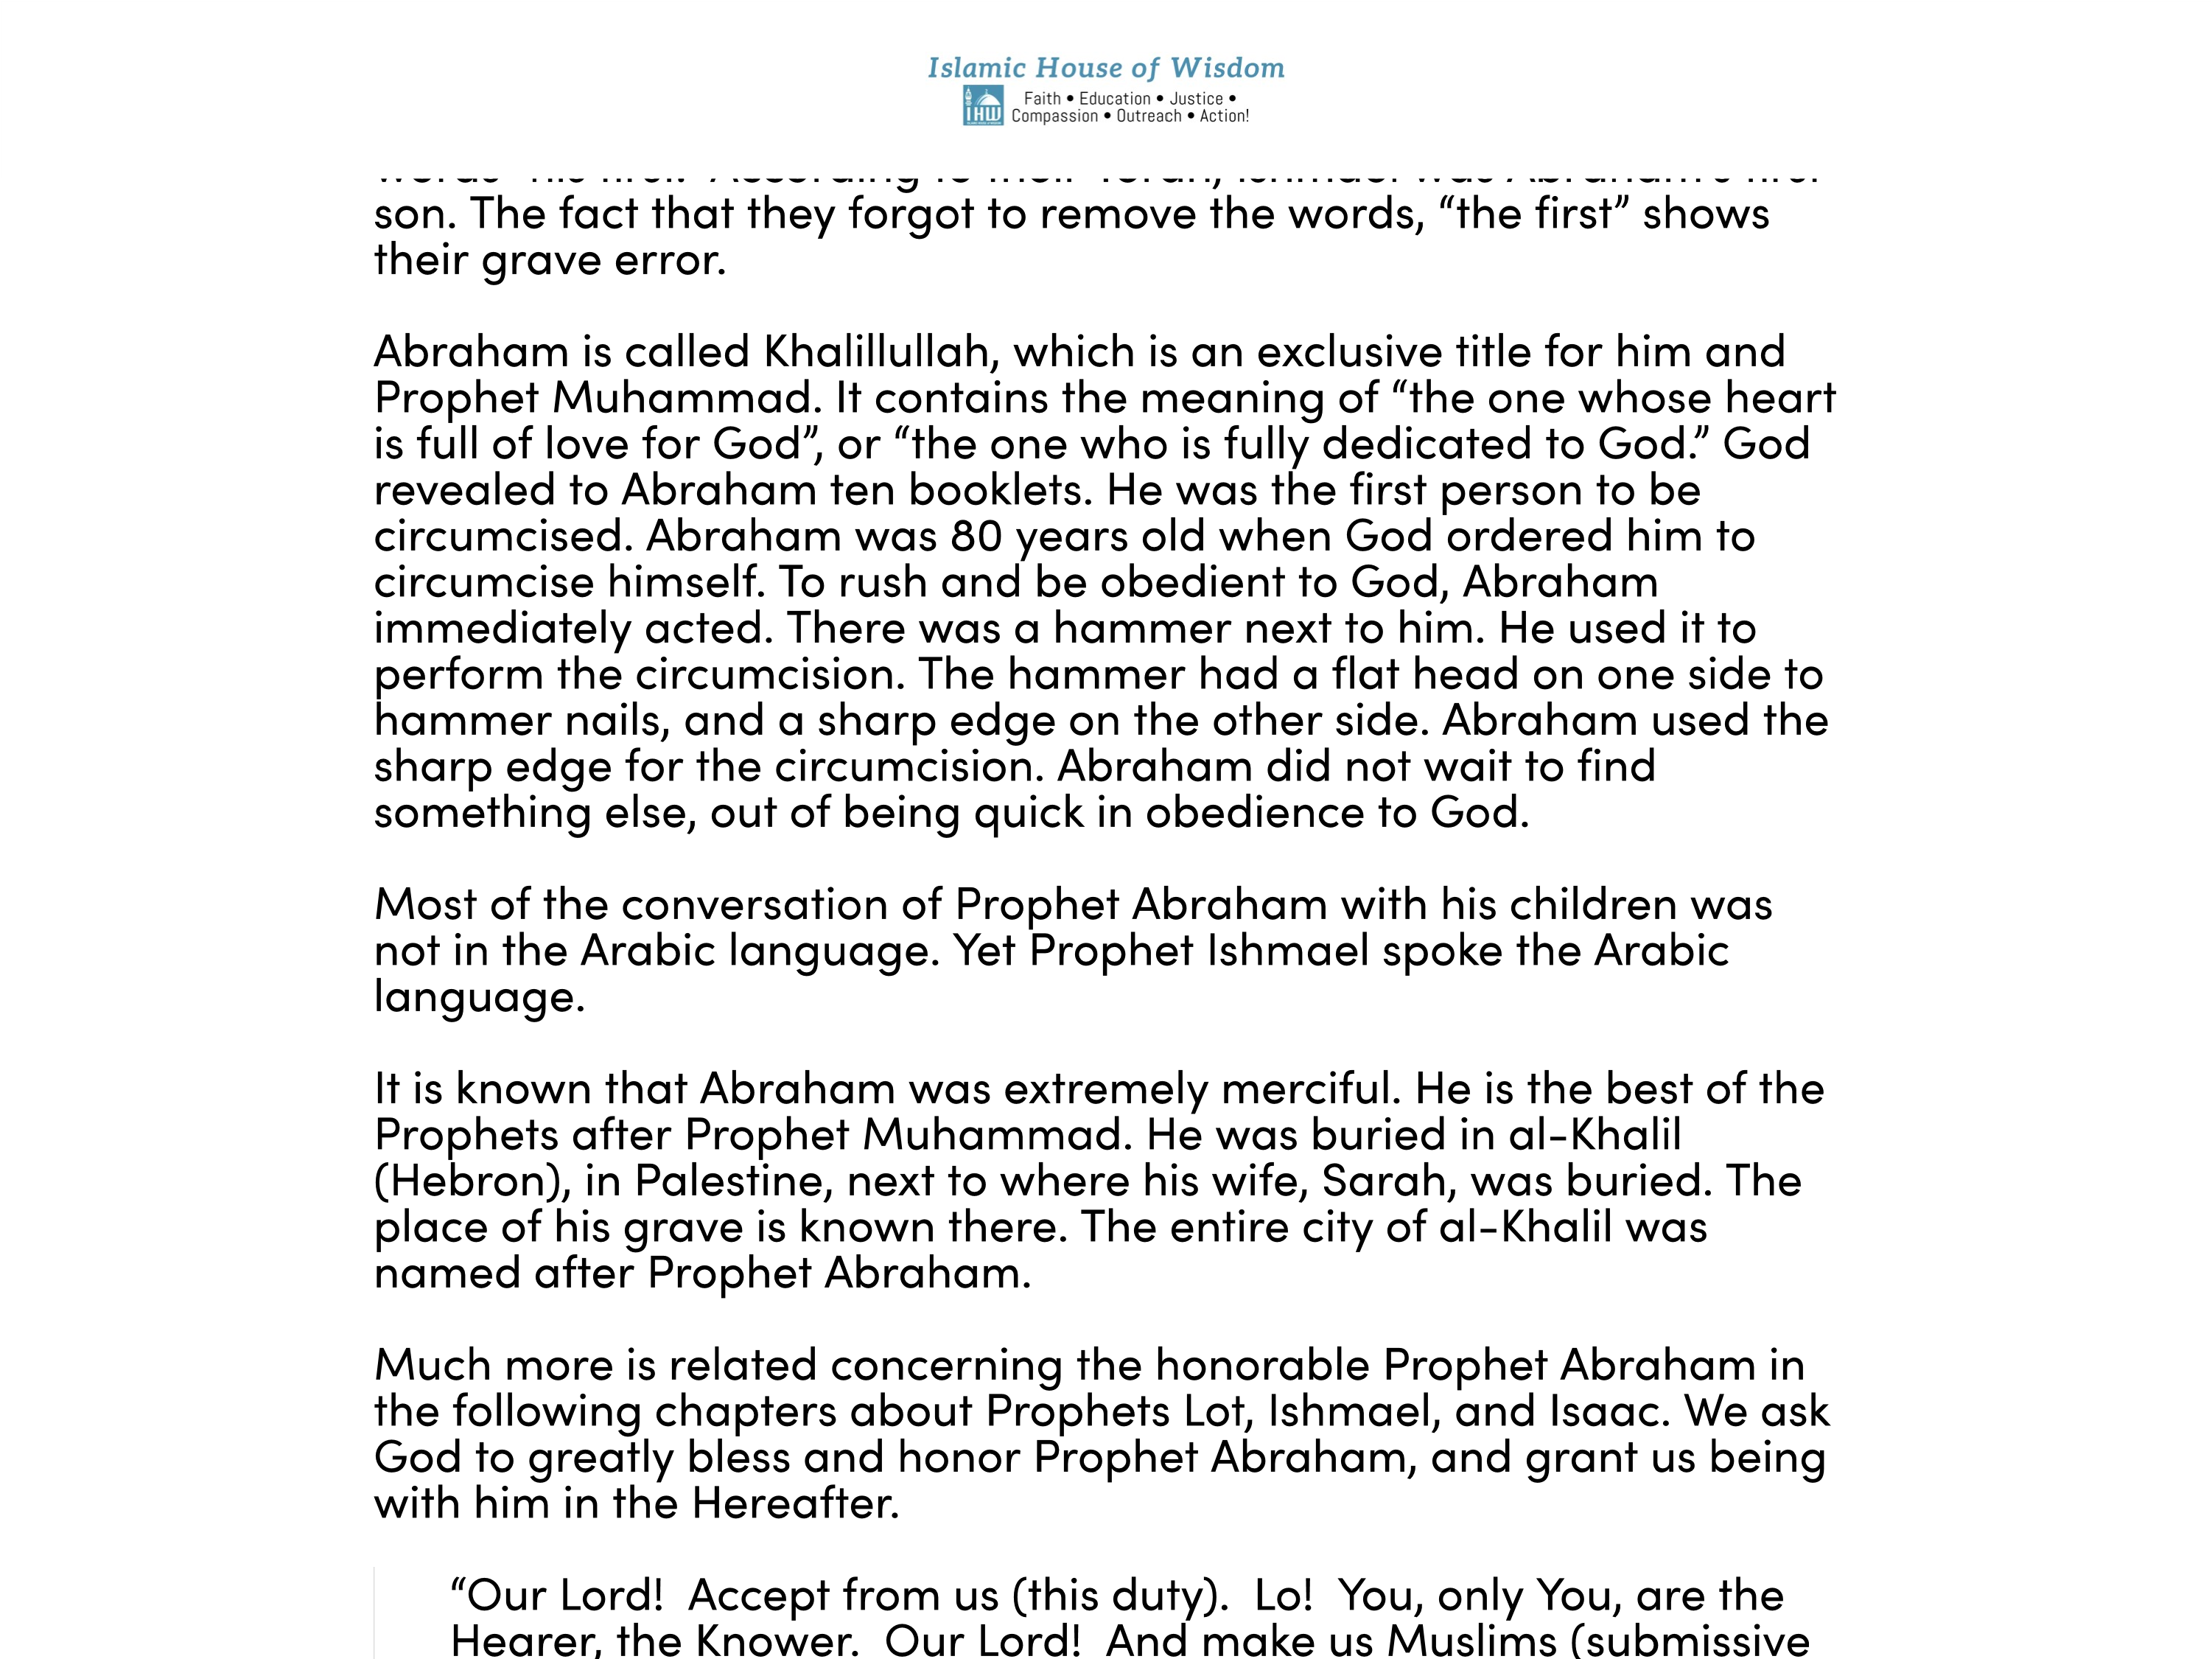 Islamic House of Wisdom
IHW
Faith • Education • Justice •
Compassion • Outreach • Action!
words "his first." According to their Torah, Ishmael was Abraham's first
son. The fact that they forgot to remove the words, “the first” shows
their grave error.
Abraham is called Khalillullah, which is an exclusive title for him and
Prophet Muhammad. It contains the meaning of “the one whose heart
is full of love for God”, or “the one who is fully dedicated to God.” God
revealed to Abraham ten booklets. He was the first person to be
circumcised. Abraham was 80 years old when God ordered him to
circumcise himself. To rush and be obedient to God, Abraham
immediately acted. There was a hammer next to him. He used it to
perform the circumcision. The hammer had a flat head on one side to
hammer nails, and a sharp edge on the other side. Abraham used the
sharp edge for the circumcision. Abraham did not wait to find
something else, out of being quick in obedience to God.
Most of the conversation of Prophet Abraham with his children was
not in the Arabic language. Yet Prophet Ishmael spoke the Arabic
language.
It is known that Abraham was extremely merciful. He is the best of the
Prophets after Prophet Muhammad. He was buried in al-Khalil
(Hebron), in Palestine, next to where his wife, Sarah, was buried. The
place of his grave is known there. The entire city of al-Khalil was
named after Prophet Abraham.
Much more is related concerning the honorable Prophet Abraham in
the following chapters about Prophets Lot, Ishmael, and Isaac. We ask
God to greatly bless and honor Prophet Abraham, and grant us being
with him in the Hereafter.
“Our Lord!  Accept from us (this duty).  Lo!  You, only You, are the
Hearer, the Knower.  Our Lord!  And make us Muslims (submissive